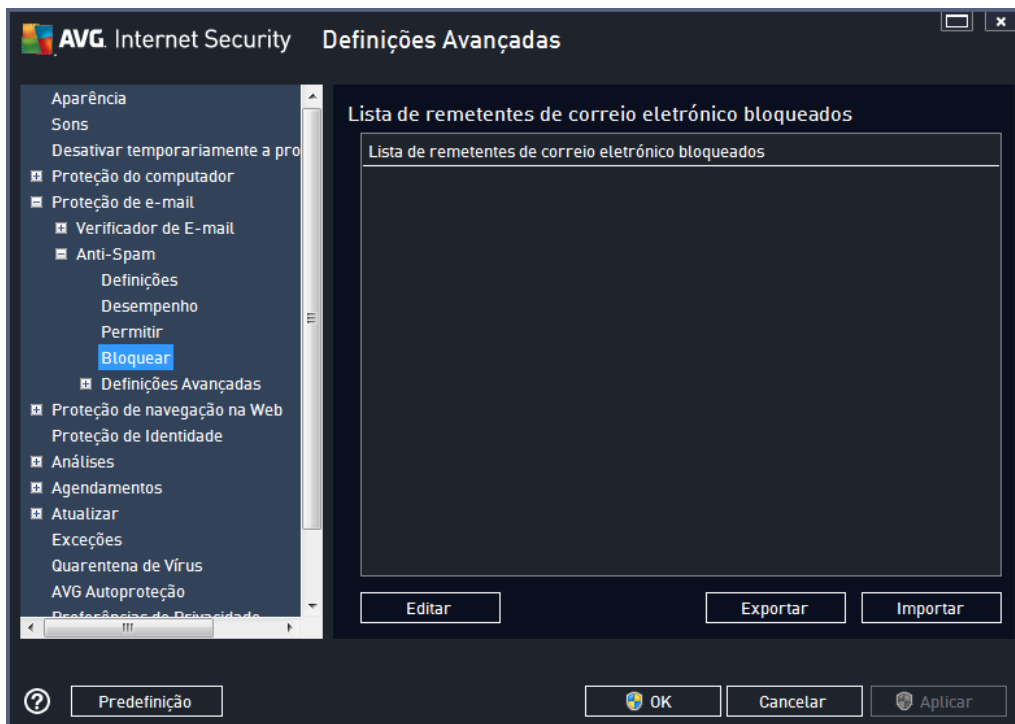 AVG. Internet Security Definições Avançadas
Aparência
Sons
Desativar temporariamente a pro
Proteção do computador
Proteção de e-mail
Verificador de E-mail
Anti-Spam
Definições
Desempenho
Permitir
Bloquear
Definições Avançadas
Proteção de navegação na Web
Proteção de Identidade
Análises
Agendamentos
Atualizar
Exceções
Quarentena de Vírus
AVG Autoproteção
Preferências de Privacidade
Lista de remetentes de correio eletrónico bloqueados
Lista de remetentes de correio eletrónico bloqueados
Editar
Exportar
Importar
Predefinição
OK
Cancelar
Aplicar